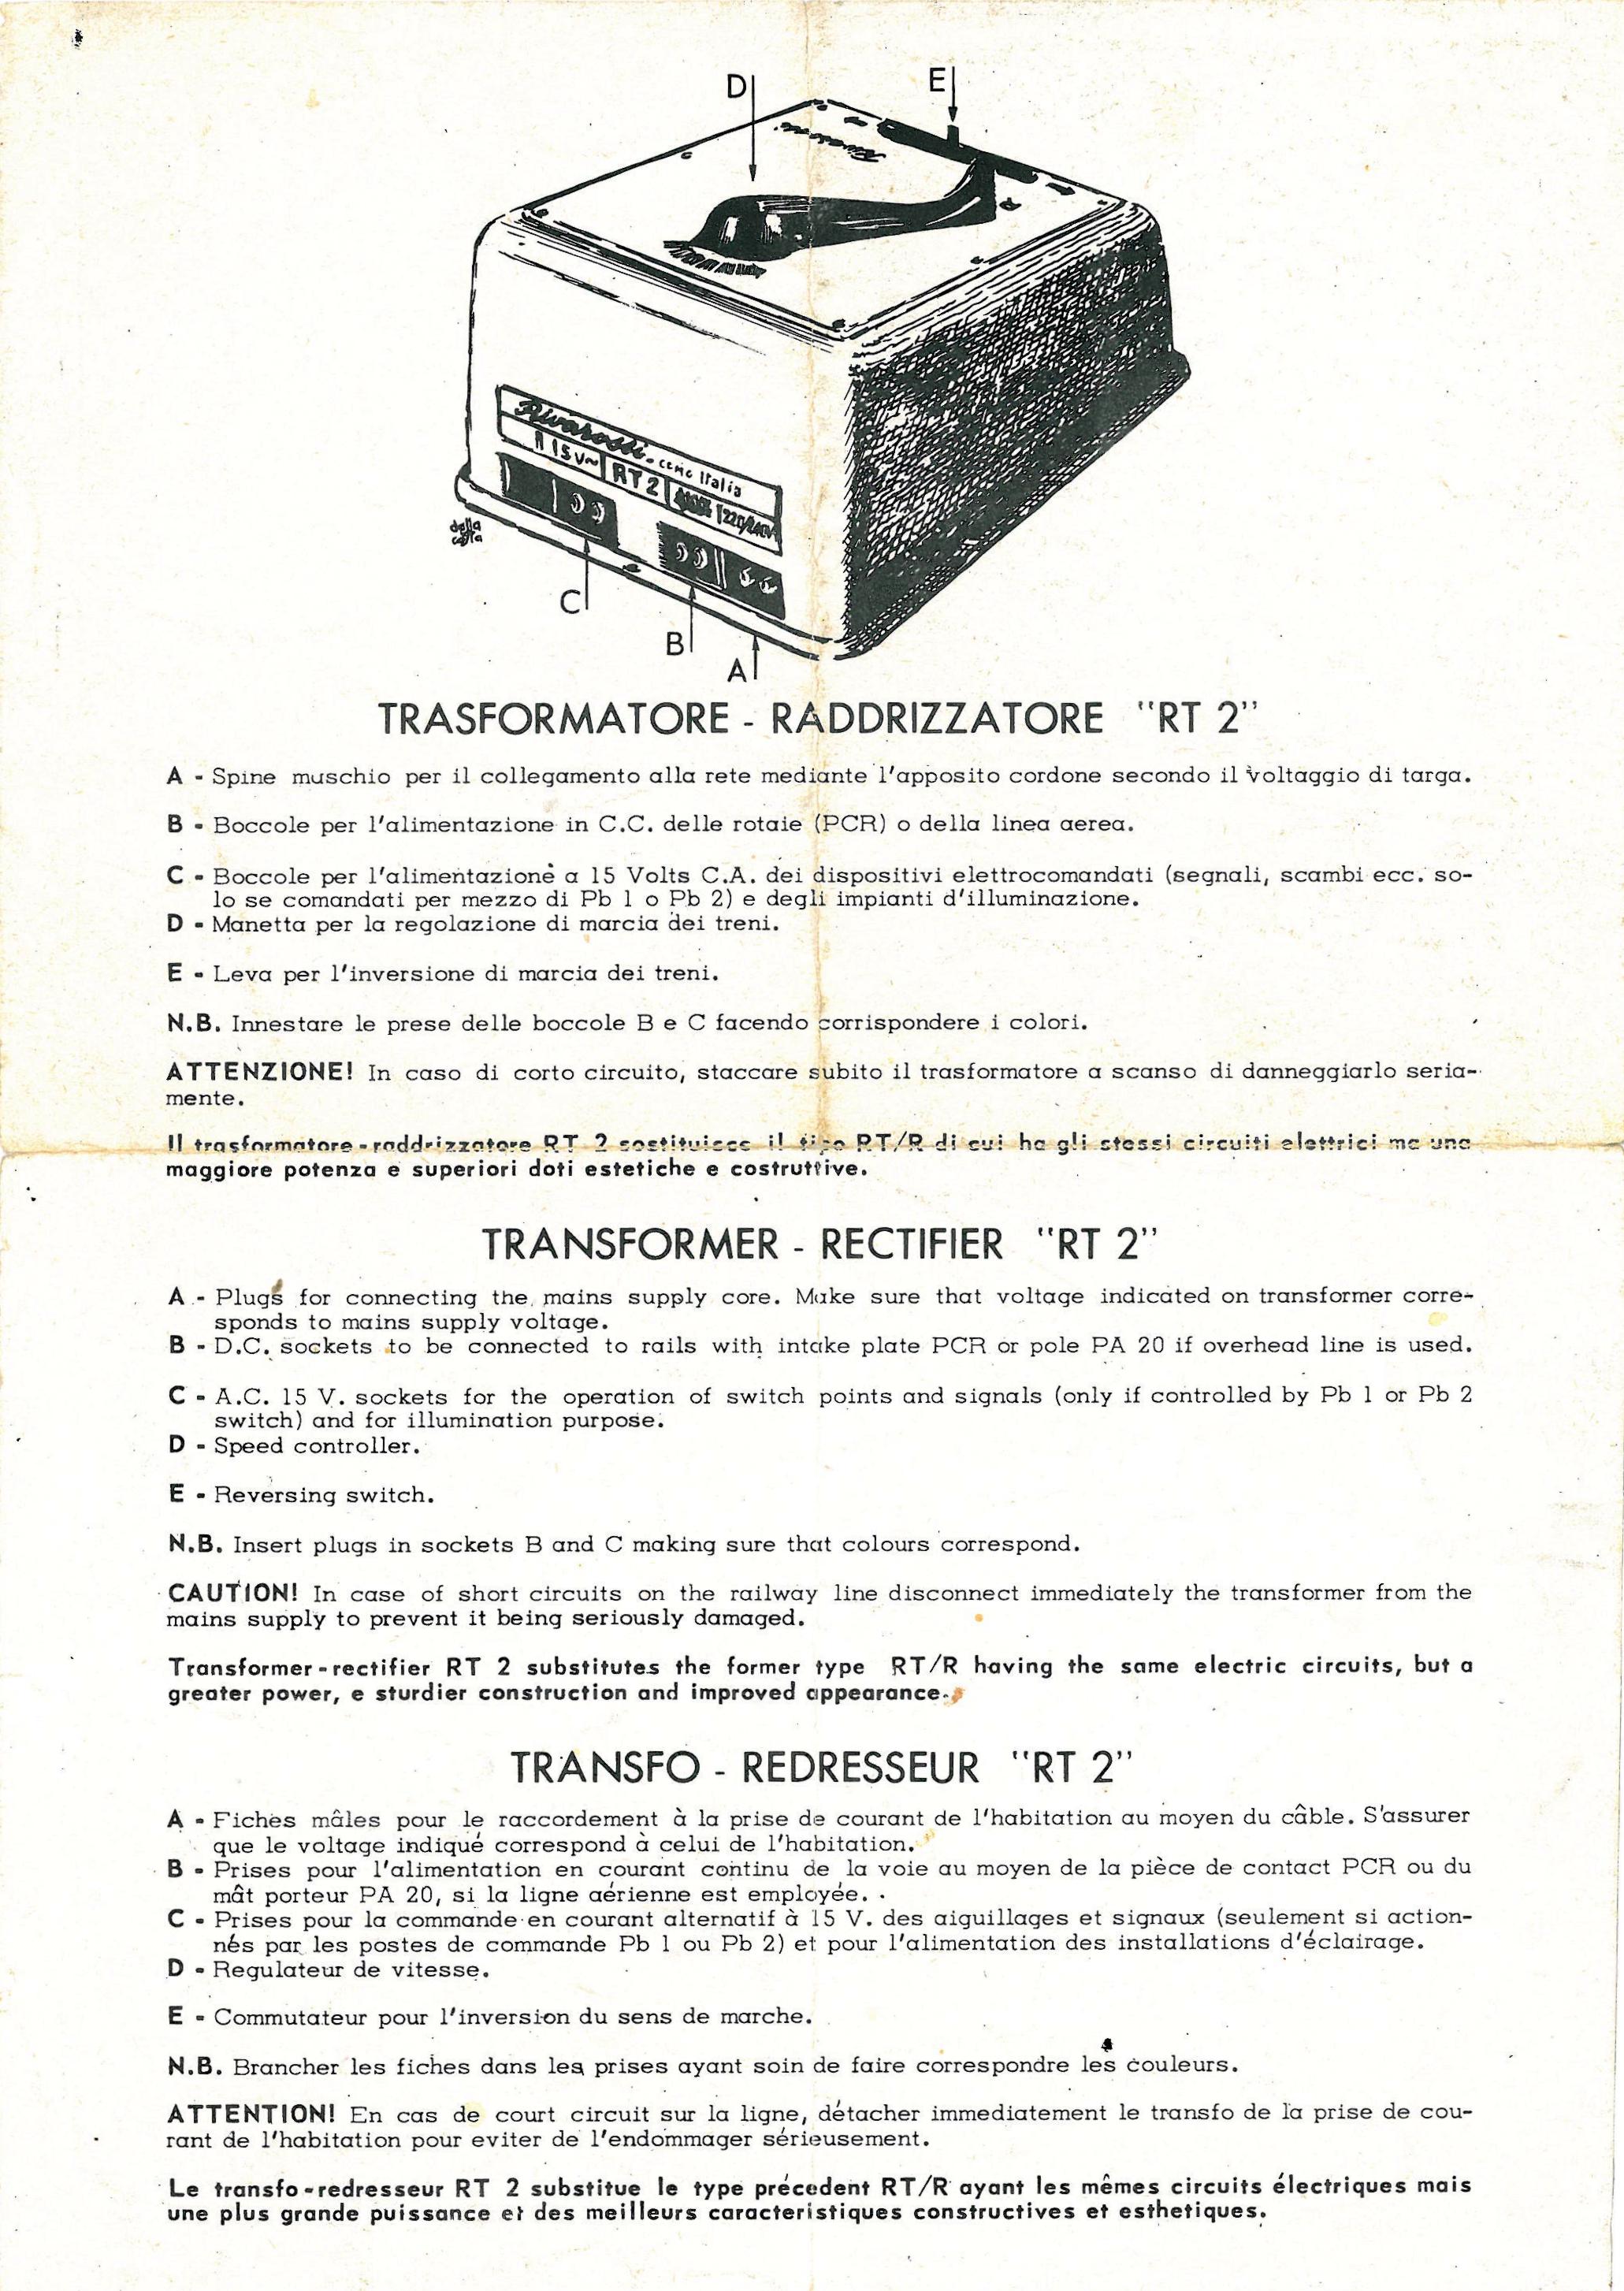 D
E
Rivarossi
Rivarossi - COMO Italia
15 V~ RT 2 220/240V
della
costa
C
B
A
TRASFORMATORE - RADDRIZZATORE "RT 2"
A - Spine muschio per il collegamento alla rete mediante l'apposito cordone secondo il voltaggio di targa.
B - Boccole per l'alimentazione in C.C. delle rotaie (PCR) o della linea aerea.
C - Boccole per l'alimentazione a 15 Volts C.A. dei dispositivi elettrocomandati (segnali, scambi ecc. so-
lo se comandati per mezzo di Pb 1 o Pb 2) e degli impianti d'illuminazione.
D - Manetta per la regolazione di marcia dei treni.
E - Leva per l'inversione di marcia dei treni.
N.B. Innestare le prese delle boccole B e C facendo corrispondere i colori.
ATTENZIONE! In caso di corto circuito, staccare subito il trasformatore a scanso di danneggiarlo seria-
mente.
Il trasformatore - raddrizzatore RT 2 sostituisce il tipo RT/R di cui ha gli stessi circuiti elettrici ma una
maggiore potenza e superiori doti estetiche e costruttive.
TRANSFORMER - RECTIFIER "RT 2"
A - Plugs for connecting the mains supply core. Make sure that voltage indicated on transformer corre-
sponds to mains supply voltage.
B - D.C. sockets to be connected to rails with intake plate PCR or pole PA 20 if overhead line is used.
C - A.C. 15 V. sockets for the operation of switch points and signals (only if controlled by Pb 1 or Pb 2
switch) and for illumination purpose.
D - Speed controller.
E - Reversing switch.
N.B. Insert plugs in sockets B and C making sure that colours correspond.
CAUTION! In case of short circuits on the railway line disconnect immediately the transformer from the
mains supply to prevent it being seriously damaged.
Transformer - rectifier RT 2 substitutes the former type RT/R having the same electric circuits, but a
greater power, e sturdier construction and improved appearance.
TRANSFO - REDRESSEUR "RT 2"
A - Fiches mâles pour le raccordement à la prise de courant de l'habitation au moyen du câble. S'assurer
que le voltage indiqué correspond à celui de l'habitation.
B - Prises pour l'alimentation en courant continu de la voie au moyen de la pièce de contact PCR ou du
mât porteur PA 20, si la ligne aérienne est employée.
C - Prises pour la commande en courant alternatif à 15 V. des aiguillages et signaux (seulement si action-
nés par les postes de commande Pb 1 ou Pb 2) et pour l'alimentation des installations d'éclairage.
D - Regulateur de vitesse.
E - Commutateur pour l'inversion du sens de marche.
N.B. Brancher les fiches dans les prises ayant soin de faire correspondre les couleurs.
ATTENTION! En cas de court circuit sur la ligne, détacher immediatement le transfo de la prise de cou-
rant de l'habitation pour eviter de l'endommager sérieusement.
Le transfo - redresseur RT 2 substitue le type précedent RT/R ayant les mêmes circuits électriques mais
une plus grande puissance et des meilleurs caracteristiques constructives et esthetiques.